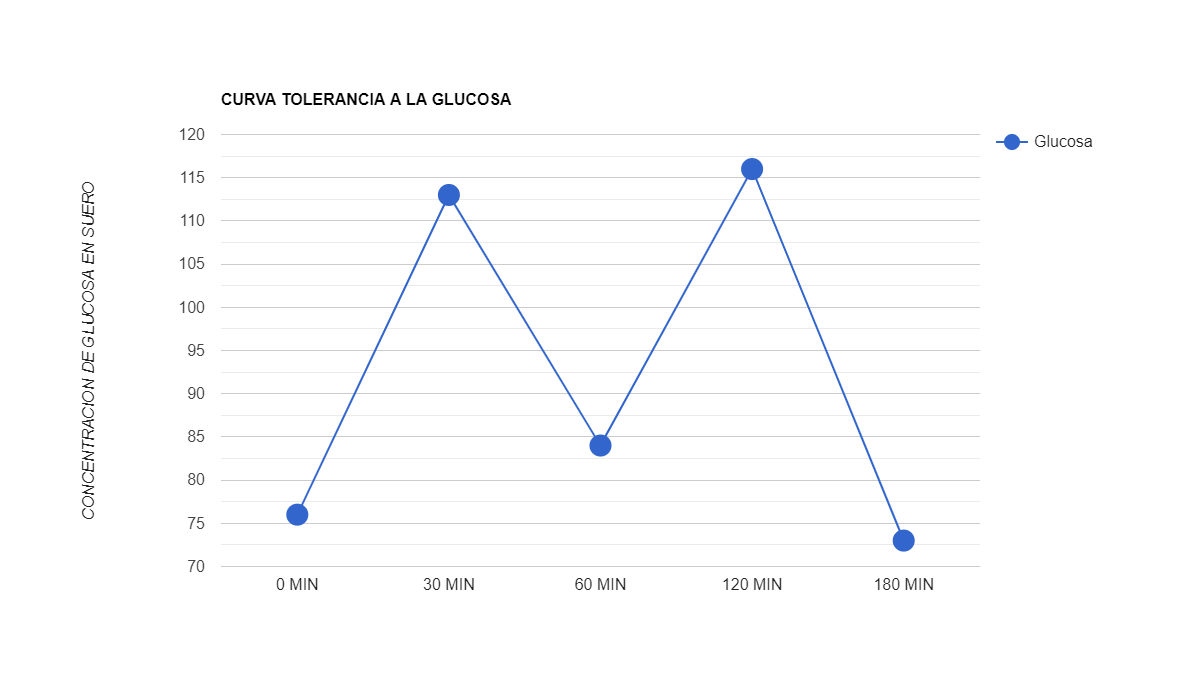 CURVA TOLERANCIA A LA GLUCOSA
Glucosa
CONCENTRACION DE GLUCOSA EN SUERO
120
115
110
105
100
95
90
85
80
75
70
0 MIN
30 MIN
60 MIN
120 MIN
180 MIN